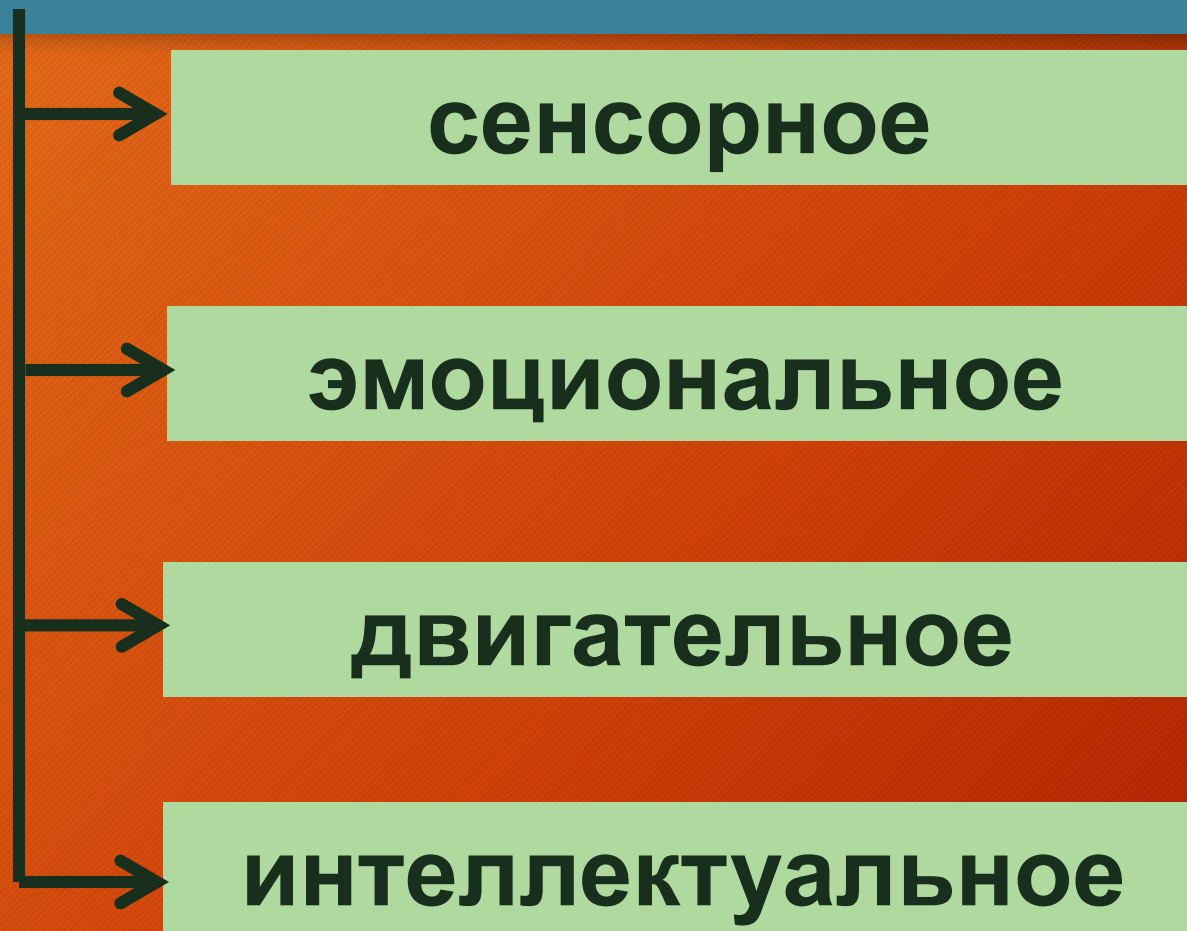 сенсорное
эмоциональное
двигательное
интеллектуальное